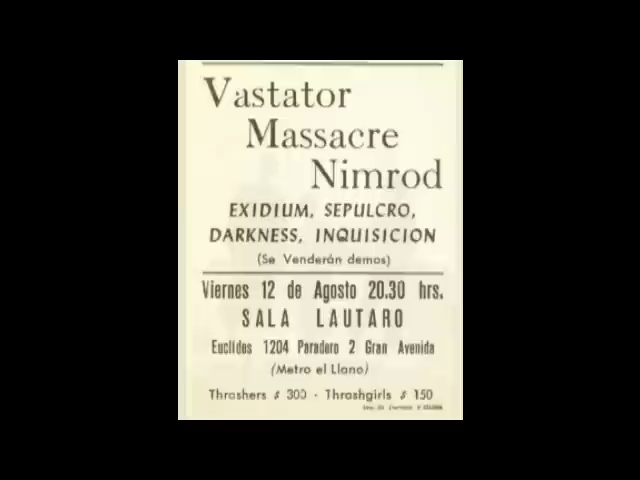 Vastator
Massacre
Nimrod
EXIDIUM, SEPULCRO,
DARKNESS, INQUISICION
(Se Venderán demos)
Viernes 12 de Agosto 20.30 hrs.
SALA LAUTARO
Euclides 1204 Paradero 2 Gran Avenida
(Metro el Llano)
Thrashers $ 300 - Thrashgirls $ 150